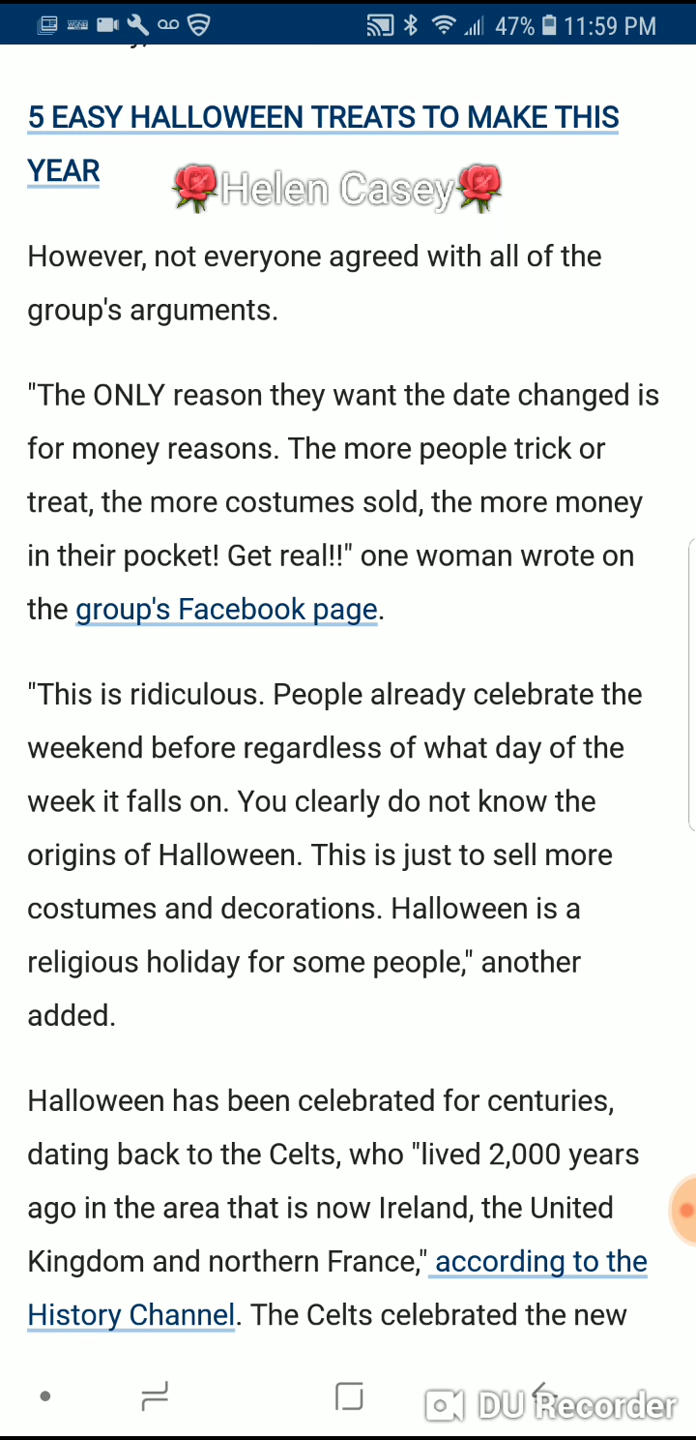 47% 11:59 PM
5 EASY HALLOWEEN TREATS TO MAKE THIS
YEAR
🌹Helen Casey🌹
However, not everyone agreed with all of the
group's arguments.
"The ONLY reason they want the date changed is
for money reasons. The more people trick or
treat, the more costumes sold, the more money
in their pocket! Get real!!" one woman wrote on
the group's Facebook page.
"This is ridiculous. People already celebrate the
weekend before regardless of what day of the
week it falls on. You clearly do not know the
origins of Halloween. This is just to sell more
costumes and decorations. Halloween is a
religious holiday for some people," another
added.
Halloween has been celebrated for centuries,
dating back to the Celts, who "lived 2,000 years
ago in the area that is now Ireland, the United
Kingdom and northern France," according to the
History Channel. The Celts celebrated the new
DU Recorder